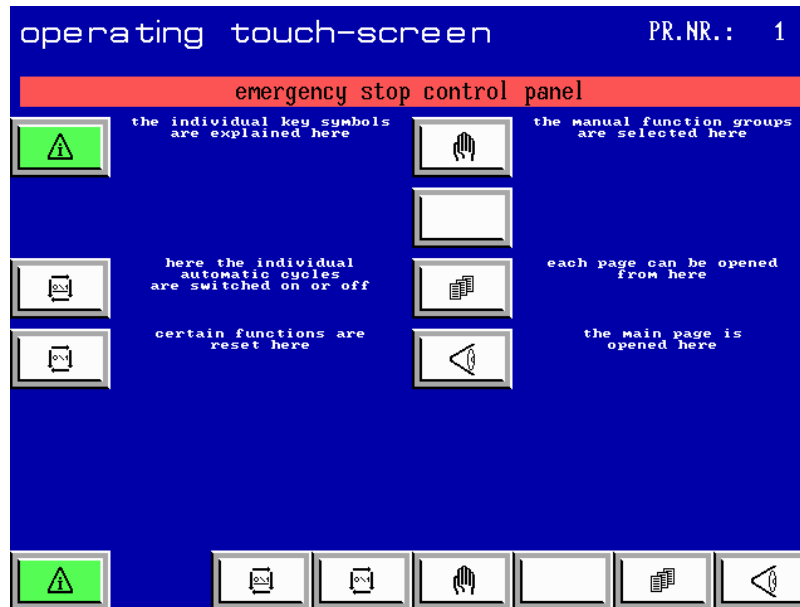 operating touch-screen PR.NR.: 1
emergency stop control panel
the individual key symbols
are explained here
the manual function groups
are selected here
here the individual
automatic cycles
are switched on or off
each page can be opened
from here
certain functions are
reset here
the main page is
opened here